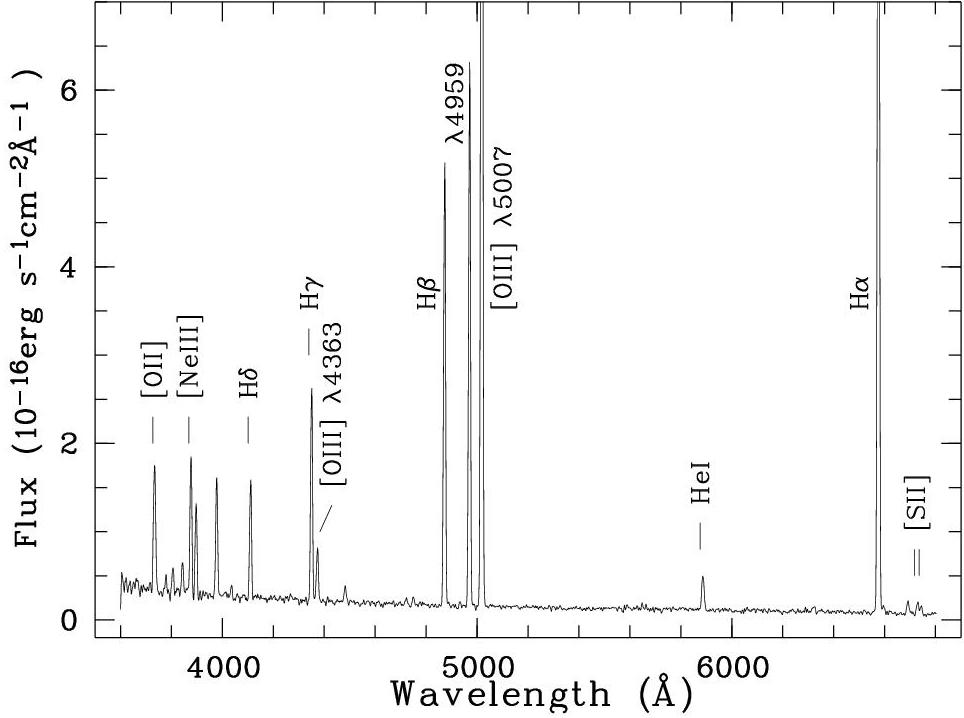 6
4
2
0
Flux (10⁻¹⁶erg s⁻¹cm⁻²Å⁻¹ )
[OII]
[NeIII]
Hδ
Hγ
[OIII] λ4363
Hβ
λ4959
[OIII] λ5007
HeI
Hα
[SII]
4000 5000 6000
Wavelength (Å)